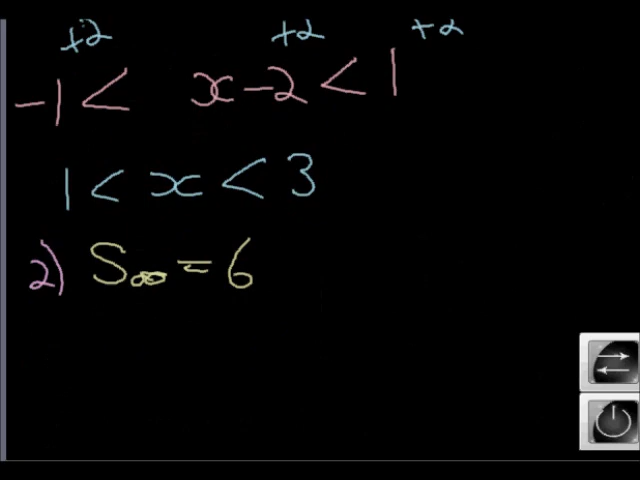 +2 +2 +2
-1 < x-2 < 1
1 < x < 3
2) S∞ = 6